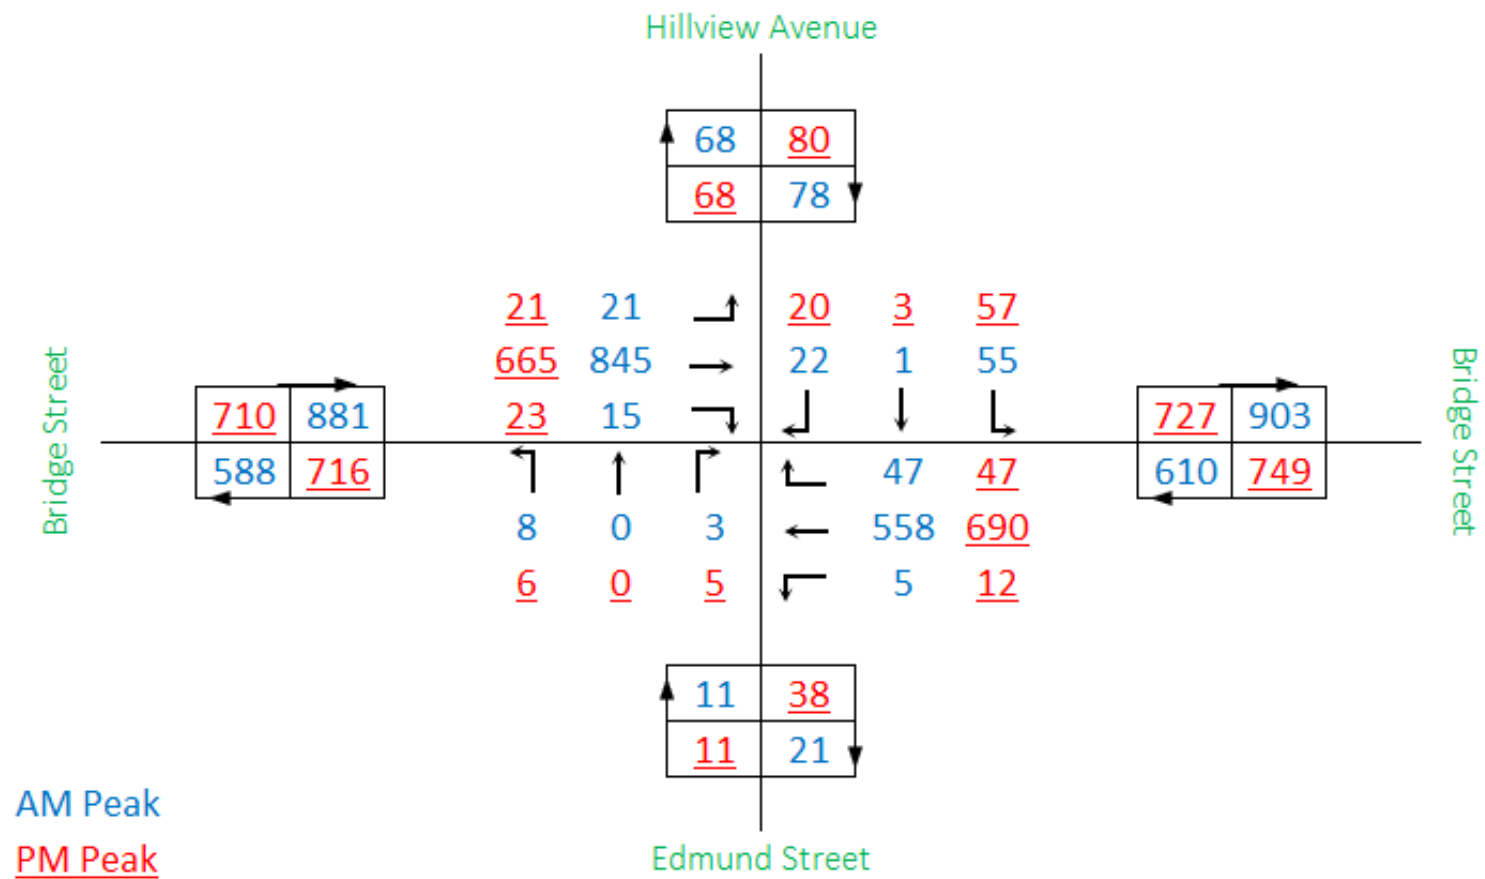 Hillview Avenue
68 80
68 78
21 21 20 3 57
665 845 22 1 55
Bridge Street
710 881
23 15
727 903
Bridge Street
588 716
47 47
610 749
8 0 3 558 690
6 0 5 5 12
11 38
11 21
AM Peak
PM Peak
Edmund Street